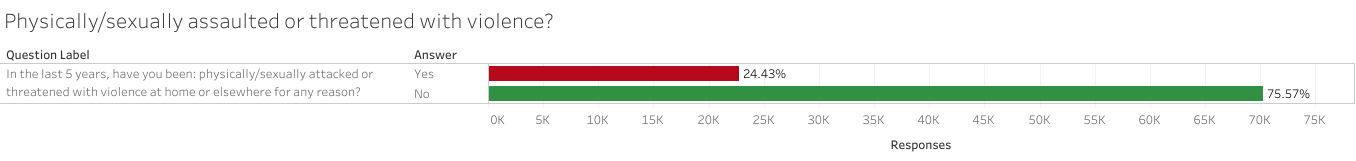 Physically/sexually assaulted or threatened with violence?
Question Label Answer
In the last 5 years, have you been: physically/sexually attacked or
threatened with violence at home or elsewhere for any reason?
Yes 24.43%
No 75.57%
0K 5K 10K 15K 20K 25K 30K 35K 40K 45K 50K 55K 60K 65K 70K 75K
Responses